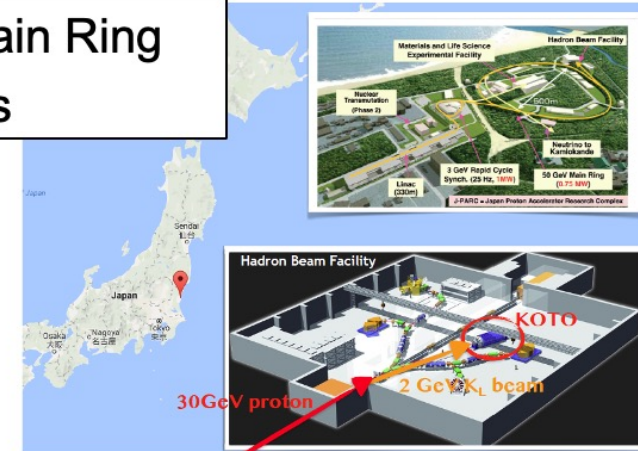 ain Ring
s
Materials and Life Science
Experimental Facility
Hadron Beam Facility
Nuclear
Transmutation
(Phase 2)
500m
Neutrino to
Kamiokande
3 GeV Rapid Cycle
Synch. (25 Hz, 1MW)
50 GeV Main Ring
(0.75 MW)
Linac
(330m)
J-PARC = Japan Proton Accelerator Research Complex
Japan
Sendai
仙台
Japan
Nagoya
名古屋
Tokyo
東京
Osaka
大阪
Hadron Beam Facility
KOTO
2 GeV KL beam
30GeV proton